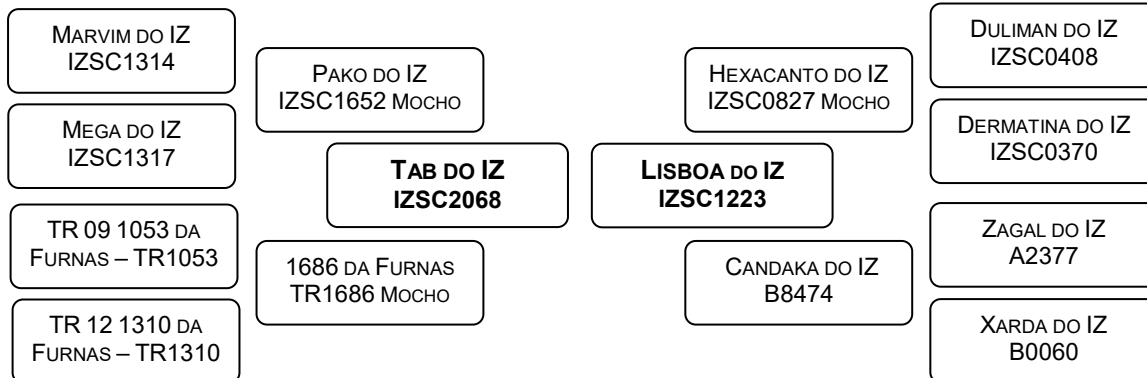 MARVIM DO IZ
IZSC1314
MEGA DO IZ
IZSC1317
TR 09 1053 DA
FURNAS – TR1053
TR 12 1310 DA
FURNAS – TR1310
PAKO DO IZ
IZSC1652 MOCHO
1686 DA FURNAS
TR1686 MOCHO
TAB DO IZ
IZSC2068
LISBOA DO IZ
IZSC1223
HEXACANTO DO IZ
IZSC0827 MOCHO
CANDAKA DO IZ
B8474
DULIMAN DO IZ
IZSC0408
DERMATINA DO IZ
IZSC0370
ZAGAL DO IZ
A2377
XARDA DO IZ
B0060